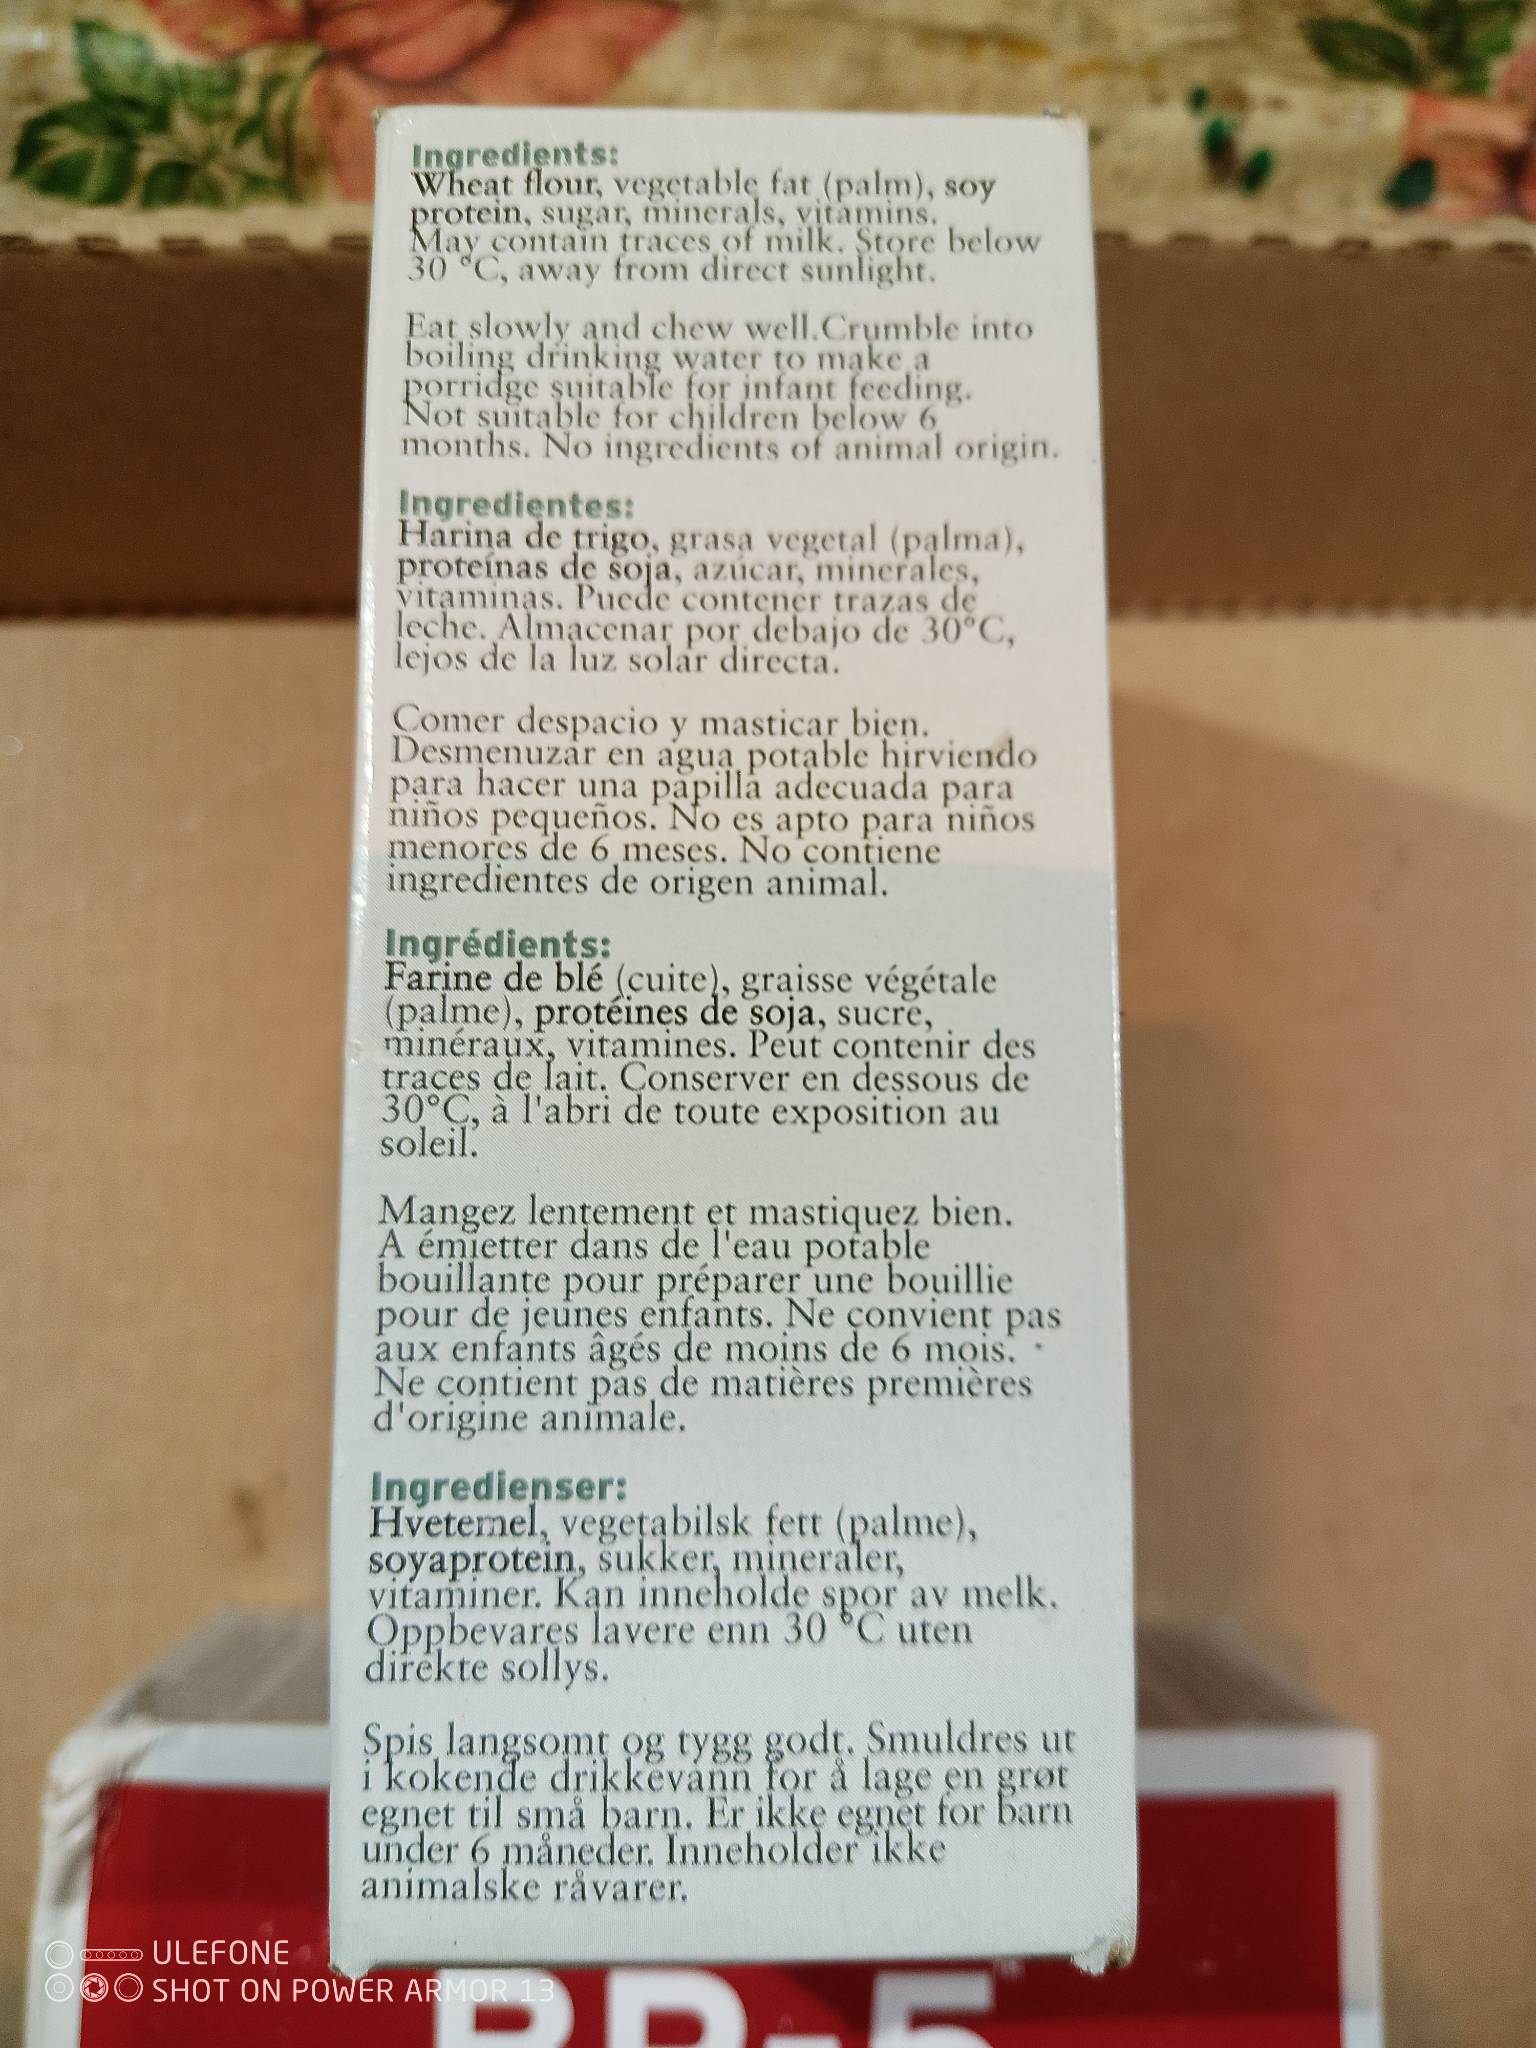 Ingredients:
Wheat flour, vegetable fat (palm), soy
protein, sugar, minerals, vitamins.
May contain traces of milk. Store below
30 °C, away from direct sunlight.
Eat slowly and chew well.Crumble into
boiling drinking water to make a
porridge suitable for infant feeding.
Not suitable for children below 6
months. No ingredients of animal origin.
Ingredientes:
Harina de trigo, grasa vegetal (palma),
proteínas de soja, azúcar, minerales,
vitaminas. Puede contener trazas de
leche. Almacenar por debajo de 30°C,
lejos de la luz solar directa.
Comer despacio y masticar bien.
Desmenuzar en agua potable hirviendo
para hacer una papilla adecuada para
niños pequeños. No es apto para niños
menores de 6 meses. No contiene
ingredientes de origen animal.
Ingrédients:
Farine de blé (cuite), graisse végétale
(palme), protéines de soja, sucre,
minéraux, vitamines. Peut contenir des
traces de lait. Conserver en dessous de
30°C, à l'abri de toute exposition au
soleil.
Mangez lentement et mastiquez bien.
A émietter dans de l'eau potable
bouillante pour préparer une bouillie
pour de jeunes enfants. Ne convient pas
aux enfants âgés de moins de 6 mois.
Ne contient pas de matières premières
d'origine animale.
Ingredienser:
Hvetemel, vegetabilsk fett (palme),
soyaprotein, sukker, mineraler,
vitaminer. Kan inneholde spor av melk.
Oppbevares lavere enn 30 °C uten
direkte sollys.
Spis langsomt og tygg godt. Smuldres ut
i kokende drikkevann for å lage en grøt
egnet til små barn. Er ikke egnet for barn
under 6 måneder. Inneholder ikke
animalske råvarer.
BP-5
ULEFONE
SHOT ON POWER ARMOR 13